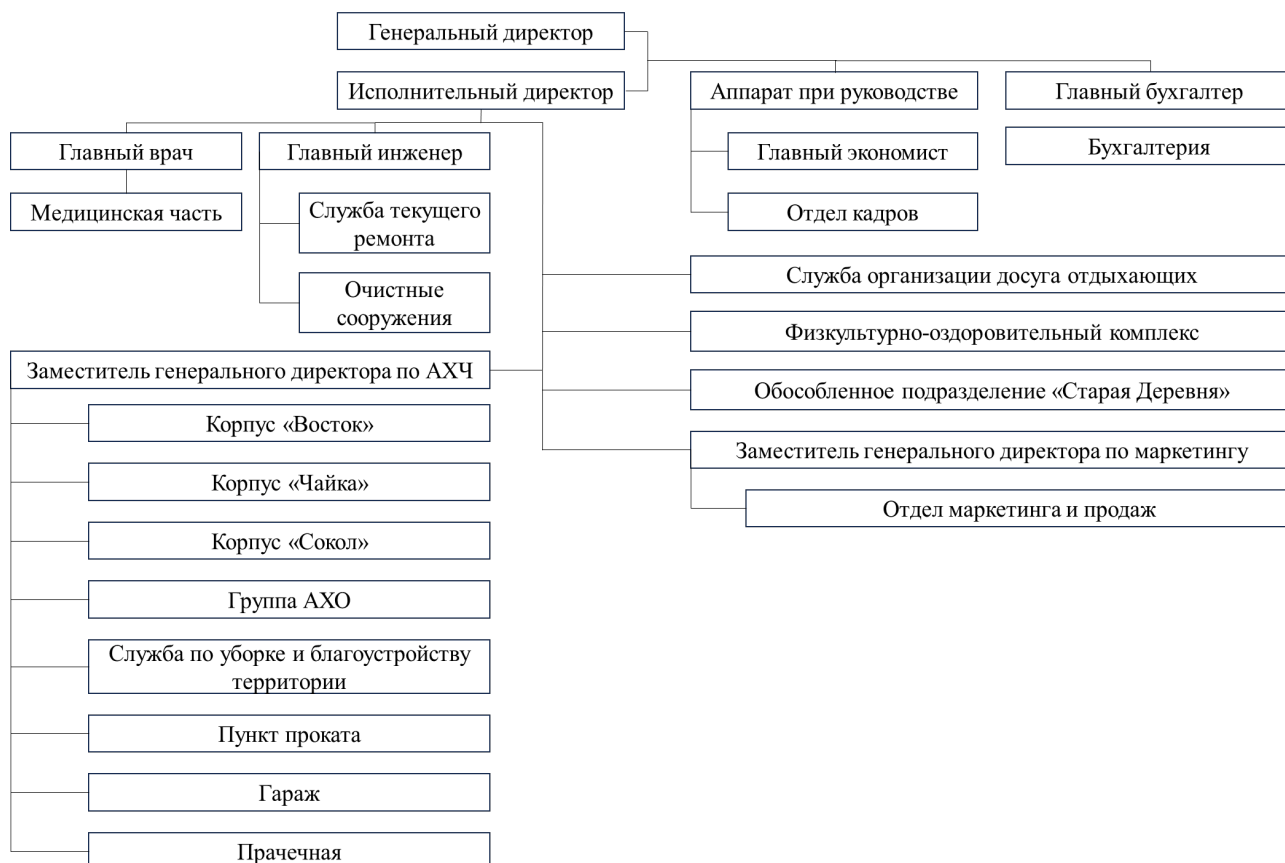 Генеральный директор
Исполнительный директор
Аппарат при руководстве
Главный бухгалтер
Главный врач
Главный инженер
Главный экономист
Бухгалтерия
Медицинская часть
Служба текущего
ремонта
Отдел кадров
Очистные
сооружения
Служба организации досуга отдыхающих
Физкультурно-оздоровительный комплекс
Заместитель генерального директора по АХЧ
Обособленное подразделение «Старая Деревня»
Корпус «Восток»
Заместитель генерального директора по маркетингу
Корпус «Чайка»
Отдел маркетинга и продаж
Корпус «Сокол»
Группа АХО
Служба по уборке и благоустройству
территории
Пункт проката
Гараж
Прачечная